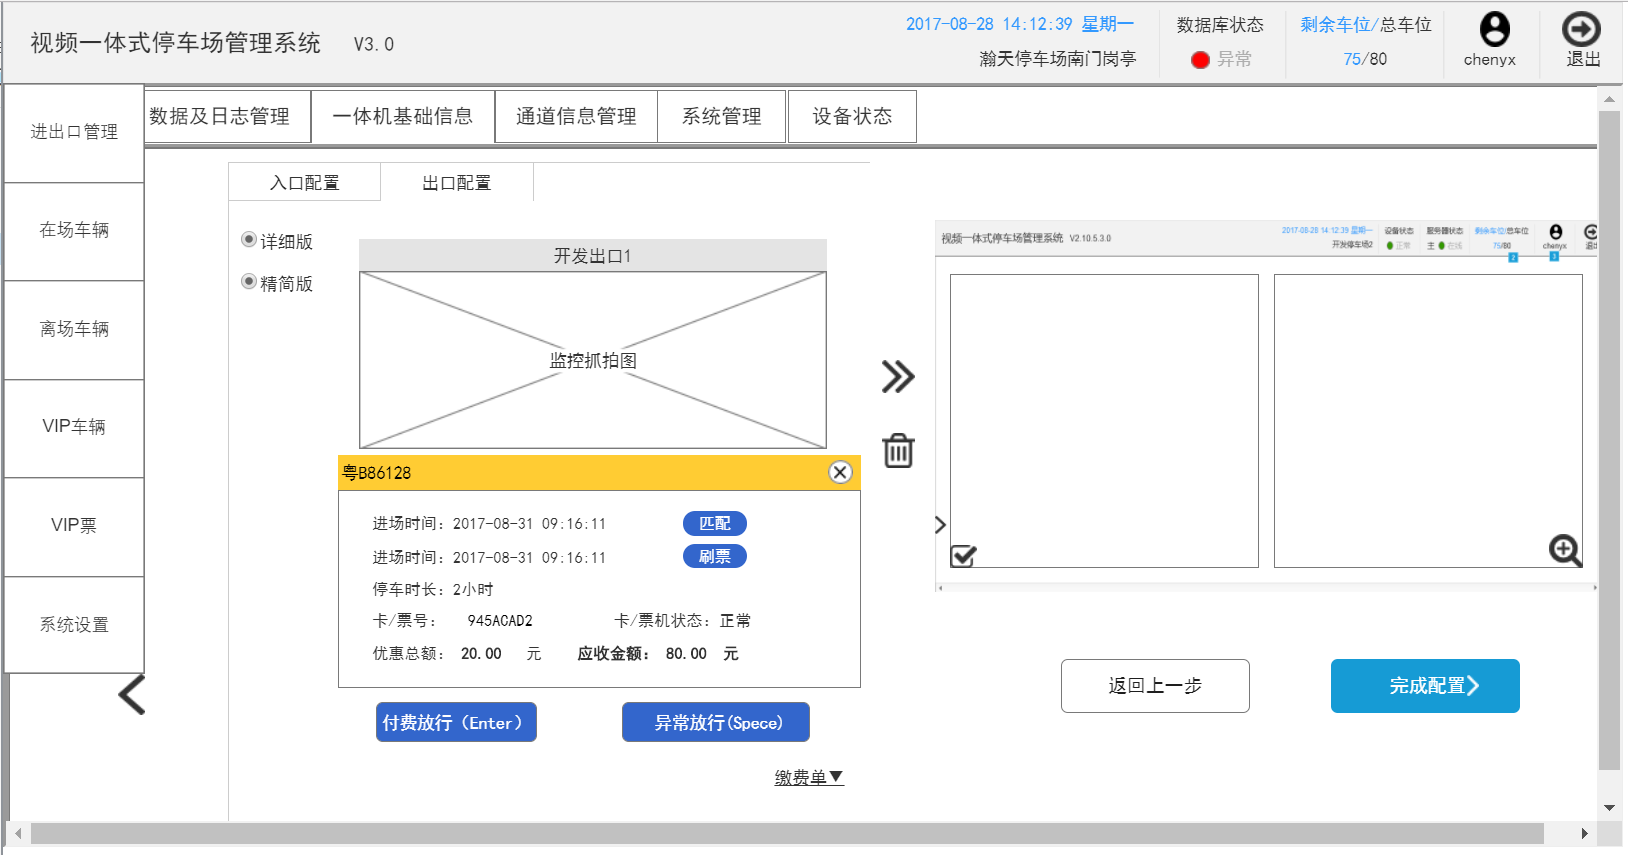 视频一体式停车场管理系统 V3.0
2017-08-28 14:12:39 星期一
瀚天停车场南门岗亭
数据库状态
异常
剩余车位/总车位
75/80
chenyx
退出
进出口管理
在场车辆
离场车辆
VIP车辆
VIP票
系统设置
数据及日志管理
一体机基础信息
通道信息管理
系统管理
设备状态
入口配置
出口配置
详细版
精简版
开发出口1
监控抓拍图
粤B86128
进场时间：2017-08-31 09:16:11 匹配
进场时间：2017-08-31 09:16:11 刷票
停车时长：2小时
卡/票号： 945ACAD2 卡/票机状态：正常
优惠总额： 20.00 元 应收金额： 80.00 元
付费放行（Enter）
异常放行(Spece)
缴费单▼
视频一体式停车场管理系统 V2.10.5.3.0
2017-08-28 14:12:39 星期一
开发停车场2
设备状态
正常
服务器状态
主 在线
剩余车位/总车位
75/80
2
chenyx
3
返回上一步
完成配置